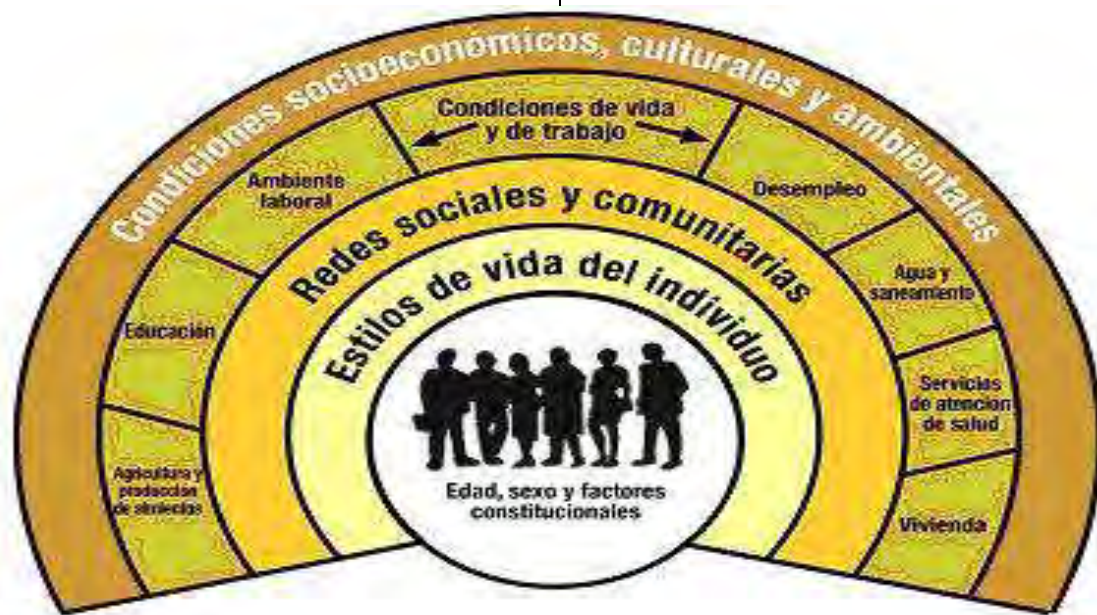 Condiciones socioeconómicos, culturales y ambientales
Condiciones de vida
y de trabajo
Ambiente
laboral
Desempleo
Educación
Agua y
saneamiento
Agricultura y
producción
de alimentos
Servicios
de atención
de salud
Vivienda
Redes sociales y comunitarias
Estilos de vida del individuo
Edad, sexo y factores
constitucionales